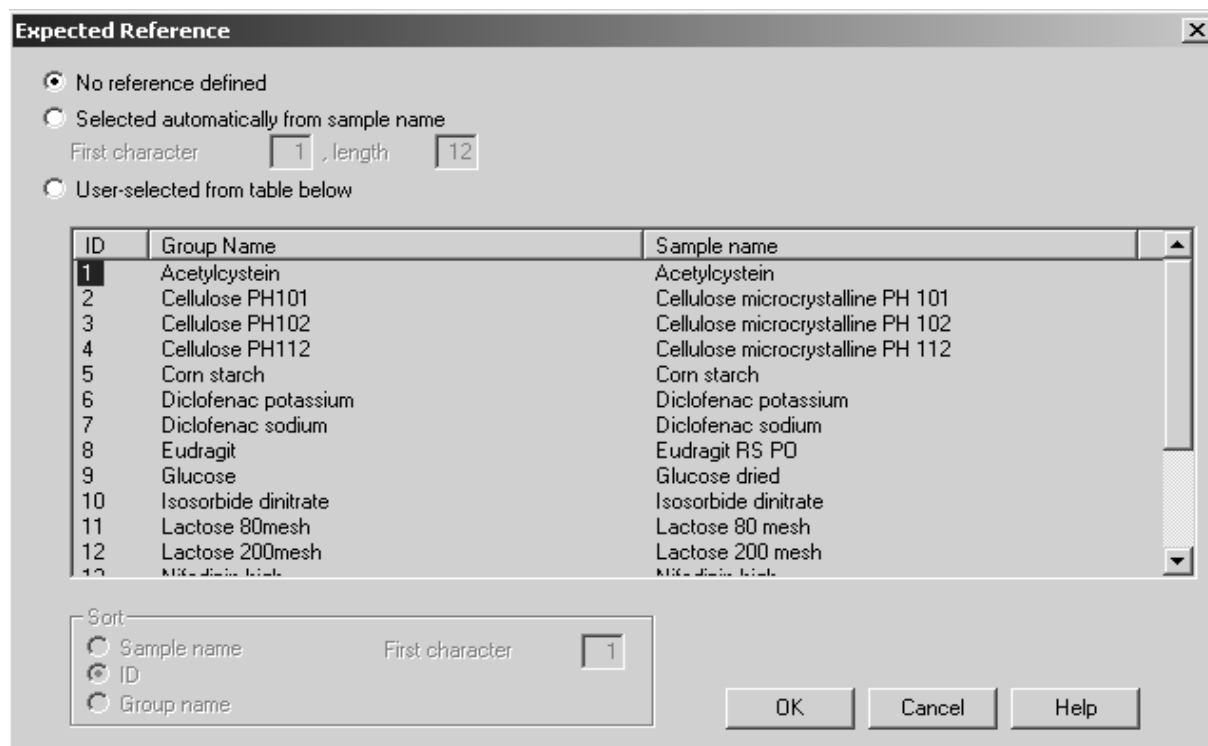 Expected Reference
No reference defined
Selected automatically from sample name
First character 1 , length 12
User-selected from table below
ID Group Name Sample name
1 Acetylcystein Acetylcystein
2 Cellulose PH101 Cellulose microcrystalline PH 101
3 Cellulose PH102 Cellulose microcrystalline PH 102
4 Cellulose PH112 Cellulose microcrystalline PH 112
5 Corn starch Corn starch
6 Diclofenac potassium Diclofenac potassium
7 Diclofenac sodium Diclofenac sodium
8 Eudragit Eudragit RS PO
9 Glucose Glucose dried
10 Isosorbide dinitrate Isosorbide dinitrate
11 Lactose 80mesh Lactose 80 mesh
12 Lactose 200mesh Lactose 200 mesh
Sort
Sample name First character 1
ID
Group name
OK Cancel Help